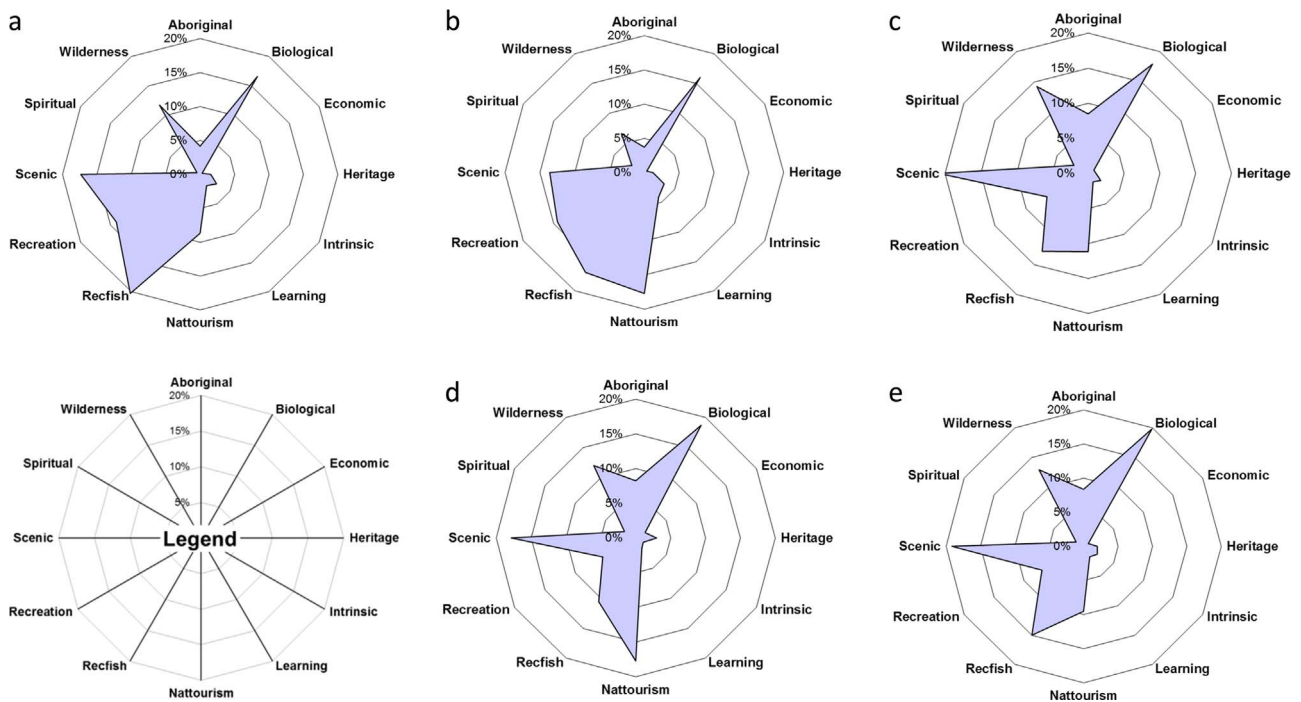 a
Aboriginal
20%
Wilderness
Biological
15%
Spiritual
10%
Economic
5%
Scenic
0%
Heritage
Recreation
Intrinsic
Recfish
Learning
Nattourism
b
Aboriginal
20%
Wilderness
Biological
15%
Spiritual
10%
Economic
5%
Scenic
0%
Heritage
Recreation
Intrinsic
Recfish
Learning
Nattourism
c
Aboriginal
20%
Wilderness
Biological
15%
Spiritual
10%
Economic
5%
Scenic
0%
Heritage
Recreation
Intrinsic
Recfish
Learning
Nattourism
Aboriginal
20%
Wilderness
Biological
15%
Spiritual
10%
Economic
5%
Scenic
Legend
Heritage
Recreation
Intrinsic
Recfish
Learning
Nattourism
d
Aboriginal
20%
Wilderness
Biological
15%
Spiritual
10%
Economic
5%
Scenic
0%
Heritage
Recreation
Intrinsic
Recfish
Learning
Nattourism
e
Aboriginal
20%
Wilderness
Biological
15%
Spiritual
10%
Economic
5%
Scenic
0%
Heritage
Recreation
Intrinsic
Recfish
Learning
Nattourism